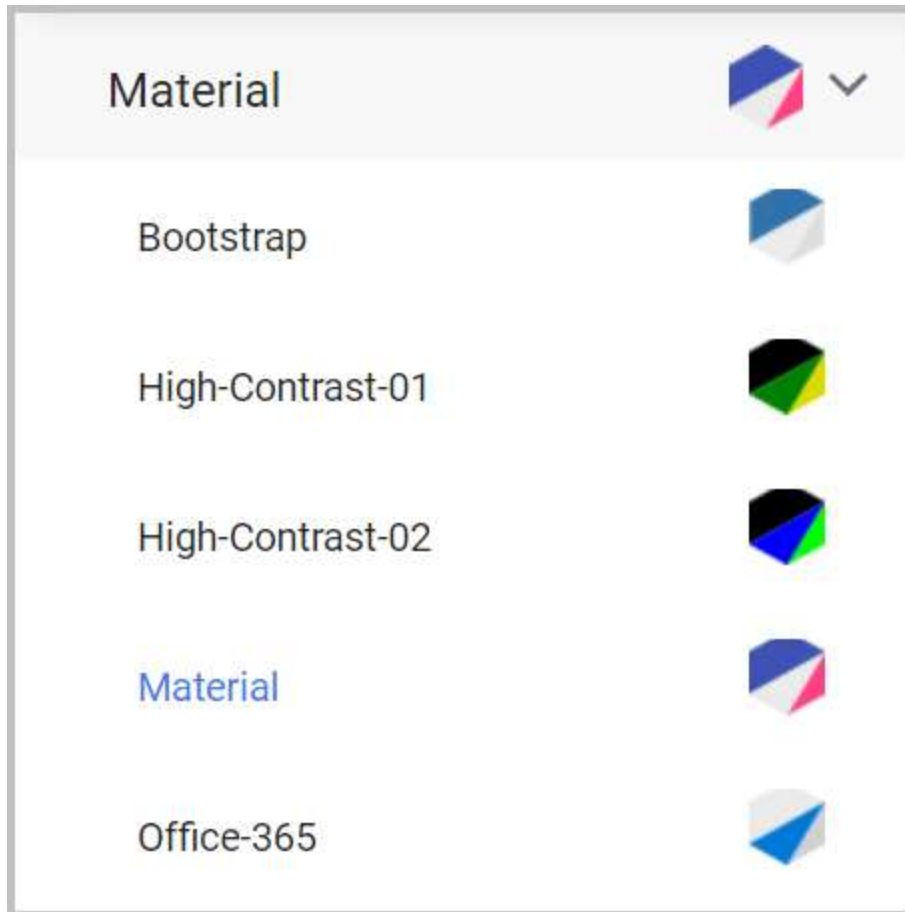 Material
Bootstrap
High-Contrast-01
High-Contrast-02
Material
Office-365